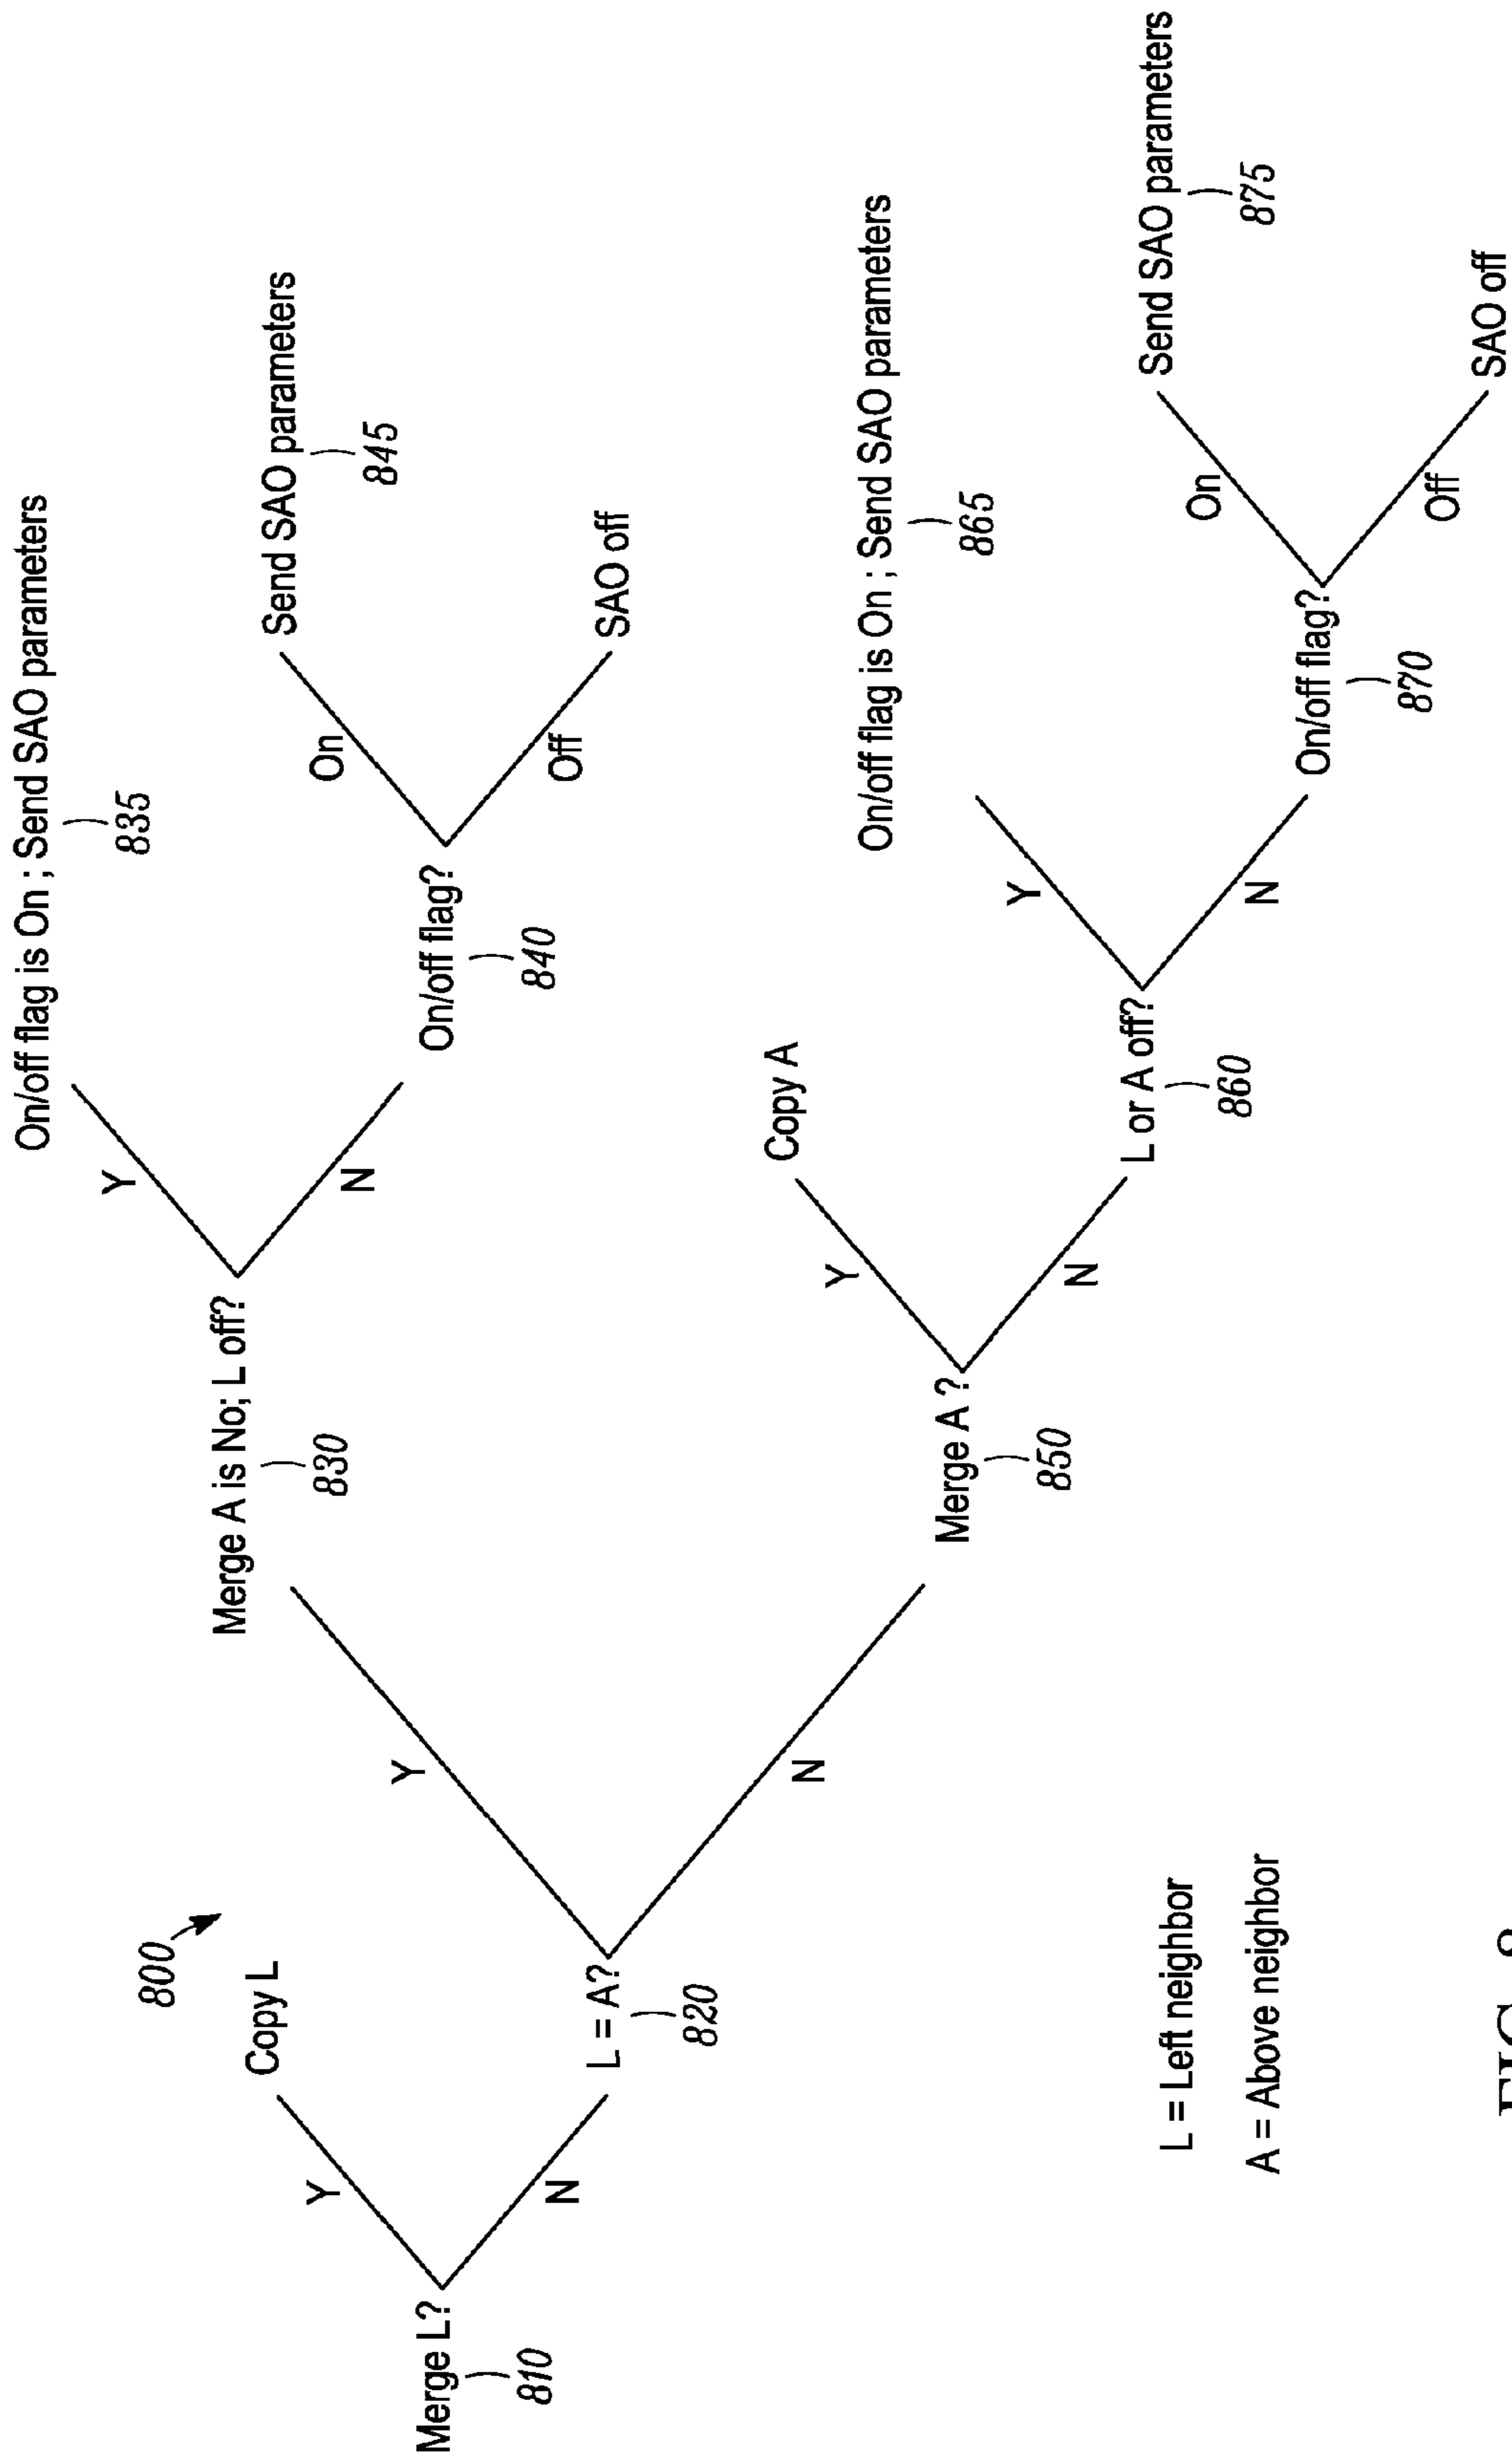 800
Merge L?
810
Y
N
Copy L
L = A?
820
Y
N
Merge A is No; L off?
830
Y
N
On/off flag is On ; Send SAO parameters
835
On/off flag?
840
On
Off
Send SAO parameters
845
SAO off
Merge A ?
850
Y
N
Copy A
L or A off?
860
Y
N
On/off flag is On ; Send SAO parameters
865
On/off flag?
870
On
Off
Send SAO parameters
875
SAO off
L = Left neighbor
A = Above neighbor